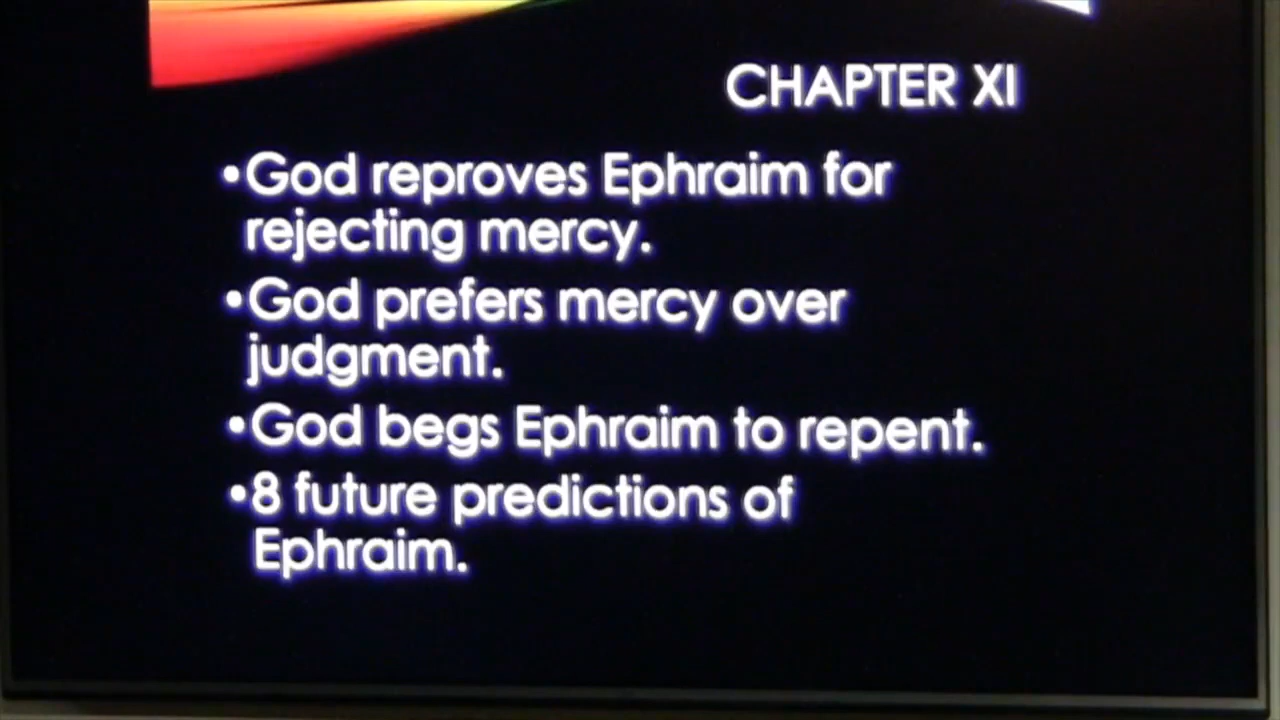 CHAPTER XI
•God reproves Ephraim for
rejecting mercy.
•God prefers mercy over
judgment.
•God begs Ephraim to repent.
•8 future predictions of
Ephraim.